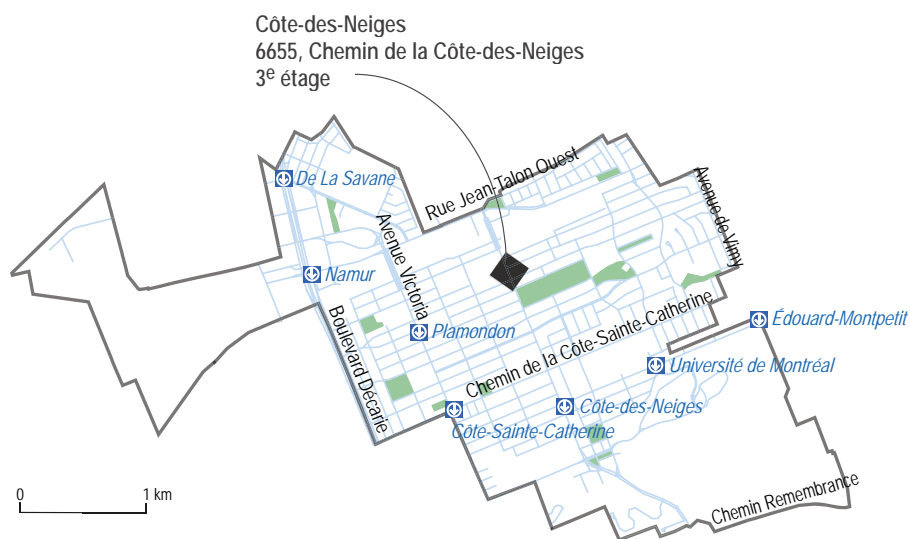 Côte-des-Neiges
6655, Chemin de la Côte-des-Neiges
3e étage
De La Savane
Rue Jean-Talon Ouest
Avenue de Vimy
Avenue Victoria
Namur
Boulevard Décarie
Plamondon
Chemin de la Côte-Sainte-Catherine
Édouard-Montpetit
Université de Montréal
Côte-des-Neiges
Côte-Sainte-Catherine
Chemin Remembrance
0 1 km